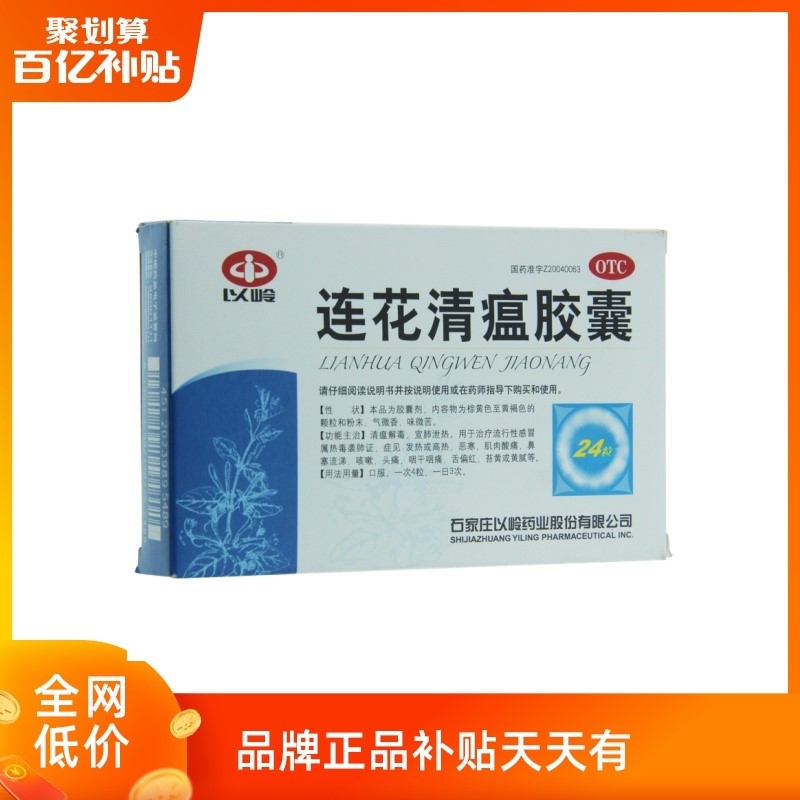 聚划算
百亿补贴
以岭
®
国药准字Z20040063
OTC
连花清瘟胶囊
LIANHUA QINGWEN JIAONANG
请仔细阅读说明书并按说明使用或在药师指导下购买和使用。
【性 状】本品为胶囊剂，内容物为棕黄色至黄褐色的
颗粒和粉末，气微香，味微苦。
【功能主治】清瘟解毒，宣肺泄热。用于治疗流行性感冒
属热毒袭肺证，症见：发热或高热，恶寒，肌肉酸痛，鼻
塞流涕，咳嗽，头痛，咽干咽痛，舌偏红，苔黄或黄腻等。
【用法用量】口服。一次4粒，一日3次。
24粒
石家庄以岭药业股份有限公司
SHIJIAZHUANG YILING PHARMACEUTICAL INC.
全网
低价
品牌正品补贴天天有